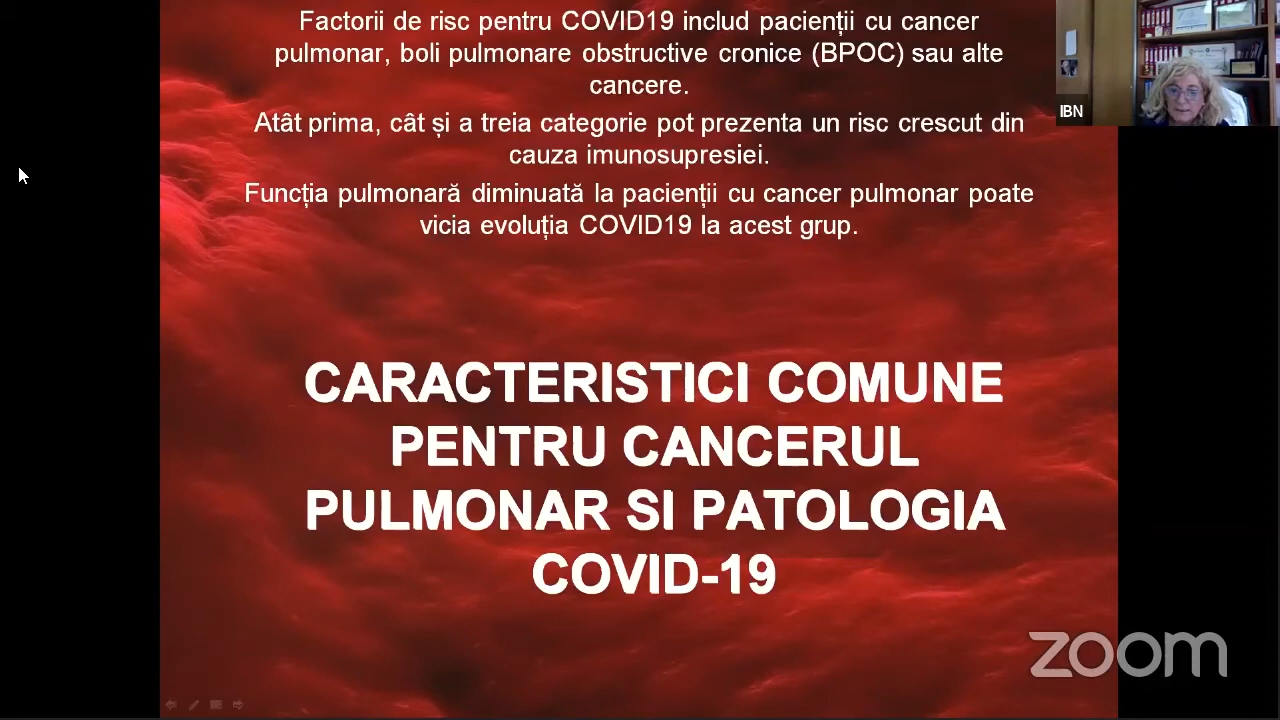 Factorii de risc pentru COVID19 includ pacienții cu cancer
pulmonar, boli pulmonare obstructive cronice (BPOC) sau alte
cancere.
Atât prima, cât și a treia categorie pot prezenta un risc crescut din
cauza imunosupresiei.
Funcția pulmonară diminuată la pacienții cu cancer pulmonar poate
vicia evoluția COVID19 la acest grup.
IBN
CARACTERISTICI COMUNE
PENTRU CANCERUL
PULMONAR SI PATOLOGIA
COVID-19
zoom